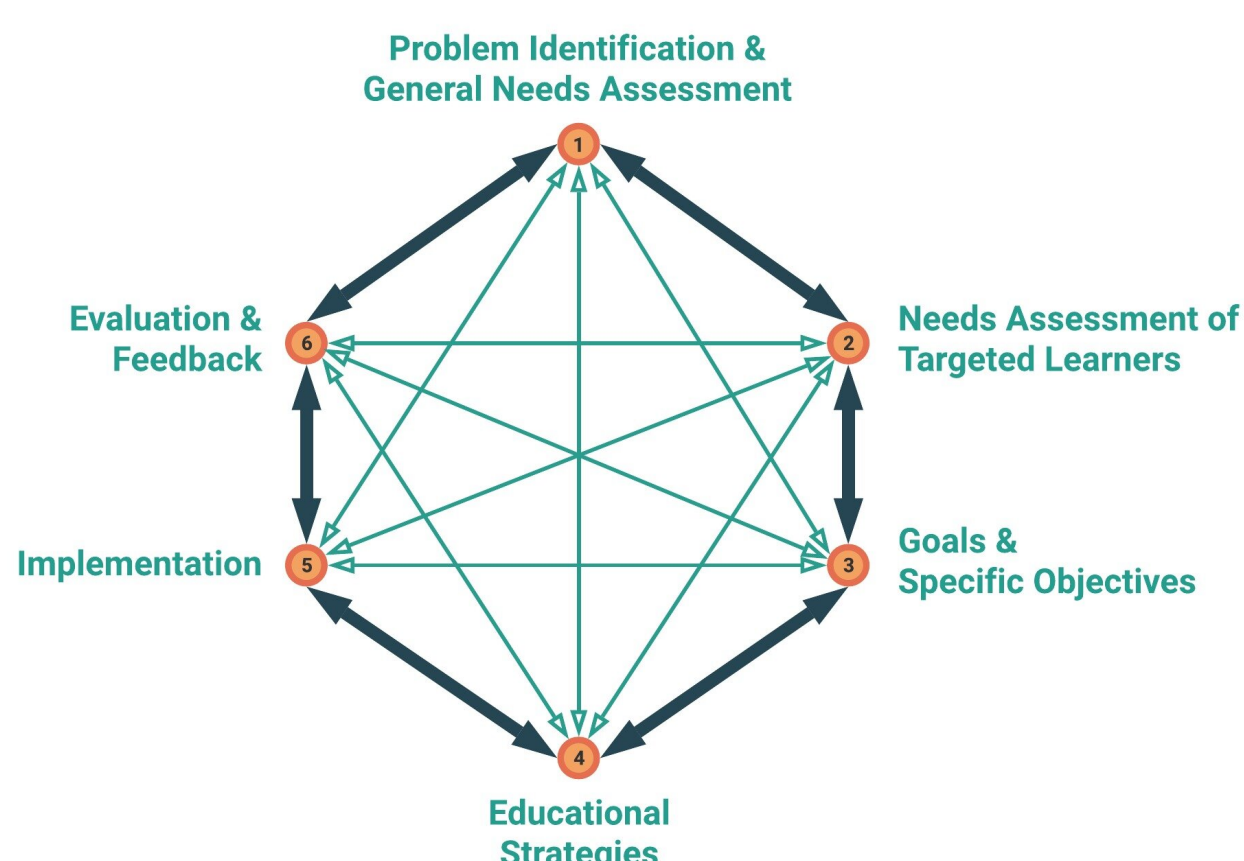 Problem Identification &
General Needs Assessment
1
Evaluation &
Feedback
6
2
Needs Assessment of
Targeted Learners
Implementation
5
3
Goals &
Specific Objectives
4
Educational
Strategies